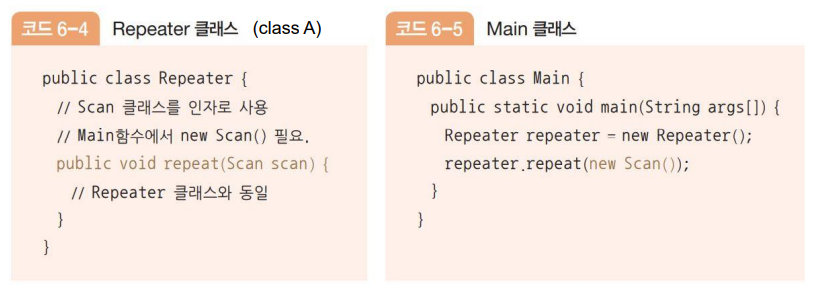 코드 6-4 Repeater 클래스 (class A)
public class Repeater {
// Scan 클래스를 인자로 사용
// Main함수에서 new Scan() 필요.
public void repeat(Scan scan) {
// Repeater 클래스와 동일
}
}
코드 6-5 Main 클래스
public class Main {
public static void main(String args[]) {
Repeater repeater = new Repeater();
repeater.repeat(new Scan());
}
}